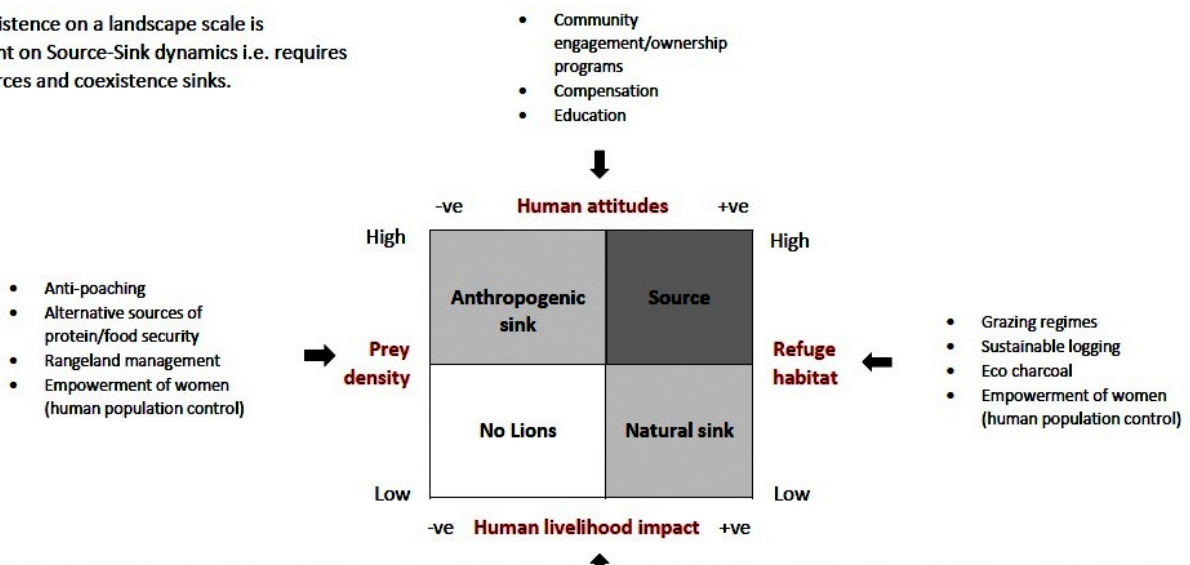 istence on a landscape scale is
nt on Source-Sink dynamics i.e. requires
rces and coexistence sinks.
• Community
engagement/ownership
programs
• Compensation
• Education
-ve Human attitudes +ve
High High
Anthropogenic
sink
Source
• Anti-poaching
• Alternative sources of
protein/food security
• Rangeland management
• Empowerment of women
(human population control)
Prey
density
Refuge
habitat
• Grazing regimes
• Sustainable logging
• Eco charcoal
• Empowerment of women
(human population control)
No Lions
Natural sink
Low Low
-ve Human livelihood impact +ve